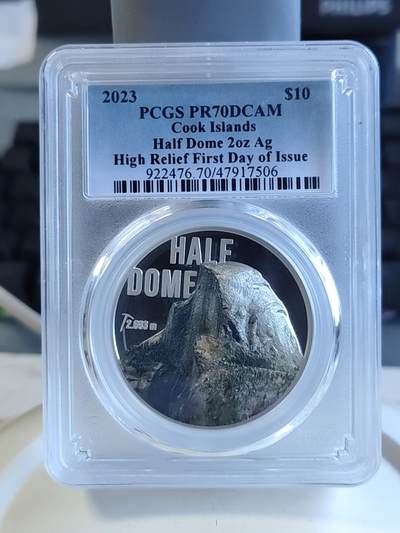 PHILIPS
2023 $10
PCGS PR70DCAM
Cook Islands
Half Dome 2oz Ag
High Relief First Day of Issue
922476.70/47917506
HALF
DOME
2.693 m